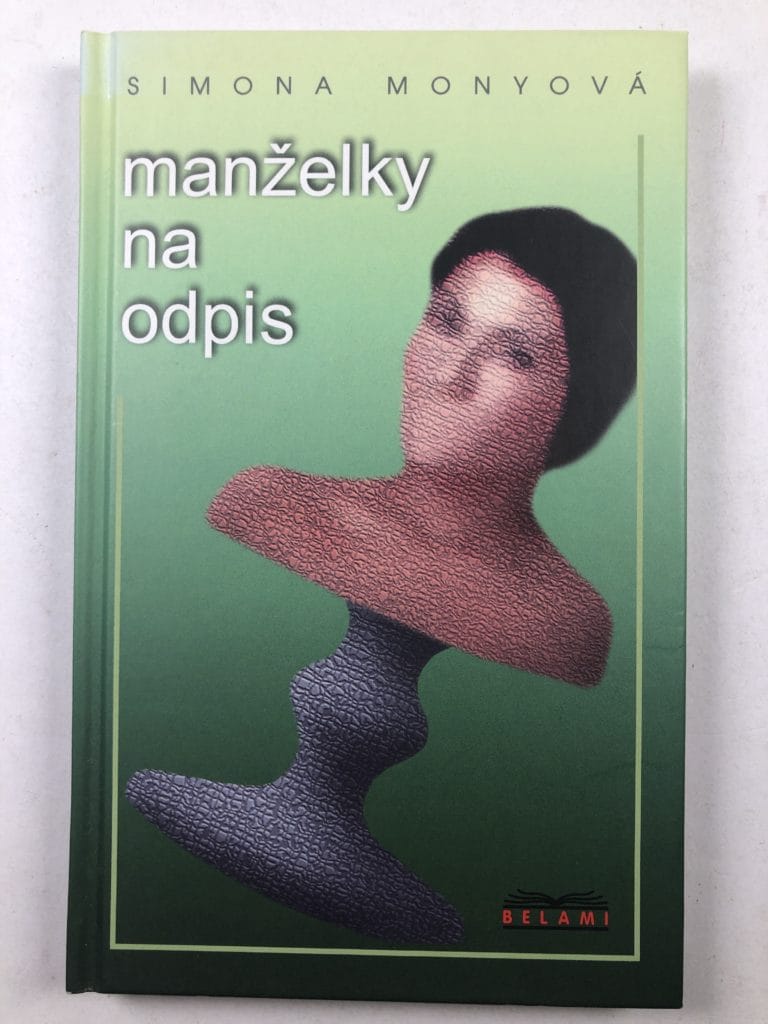 SIMONA MONYOVÁ
manželky
na
odpis
BELAMI